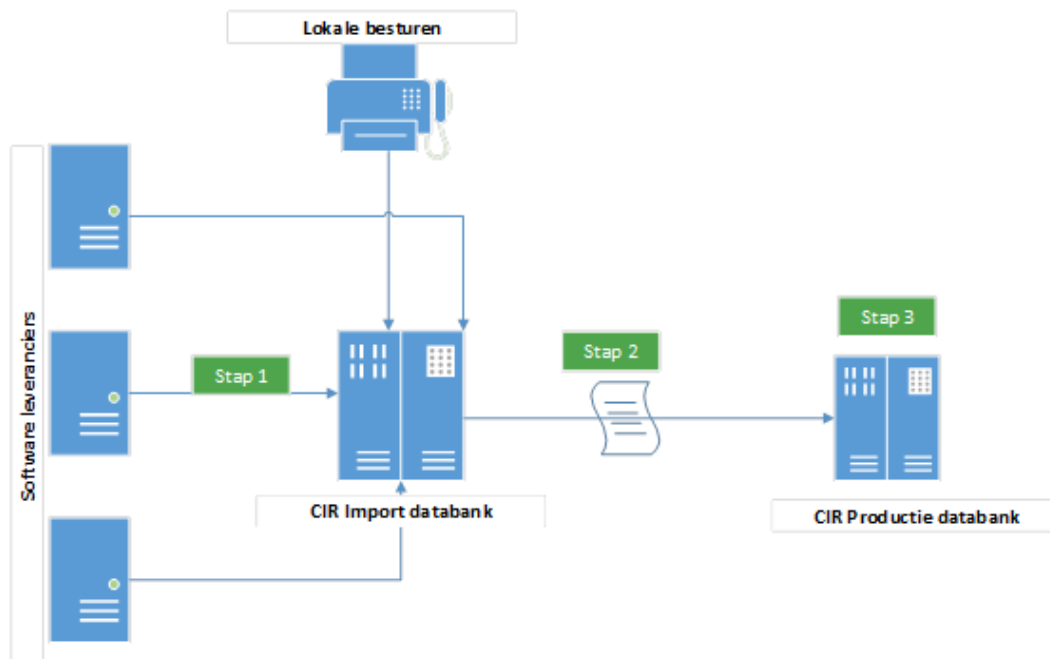 Lokale besturen
Software leveranciers
Stap 1
Stap 2
Stap 3
CIR Import databank
CIR Productie databank